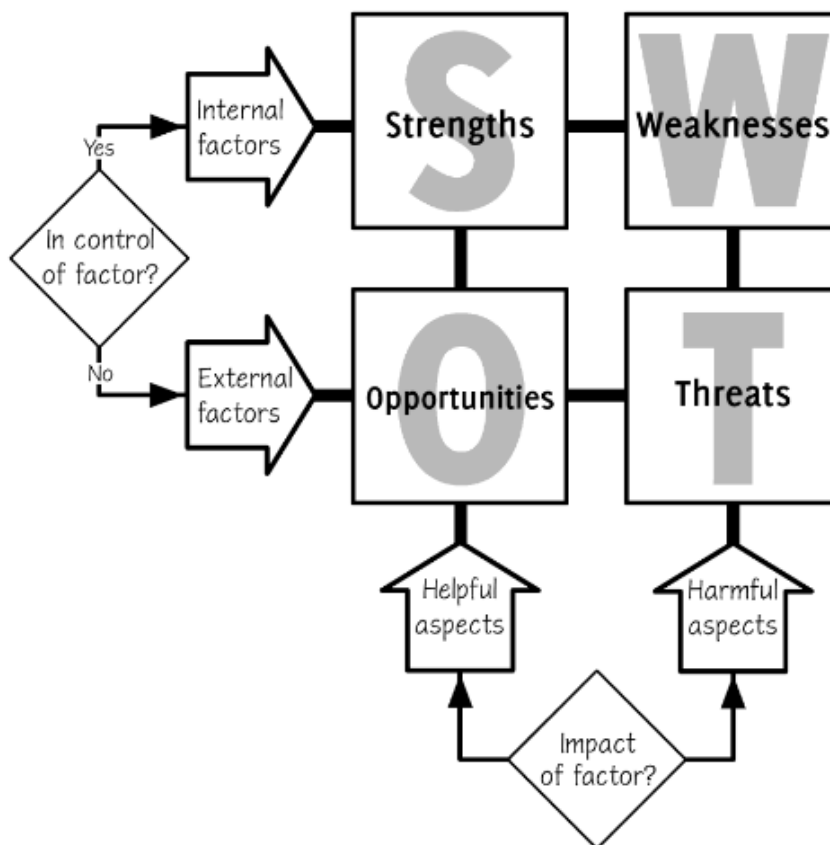 S
W
Internal
factors
Strengths
Weaknesses
Yes
In control
of factor?
No
O
T
External
factors
Opportunities
Threats
Helpful
aspects
Harmful
aspects
Impact
of factor?